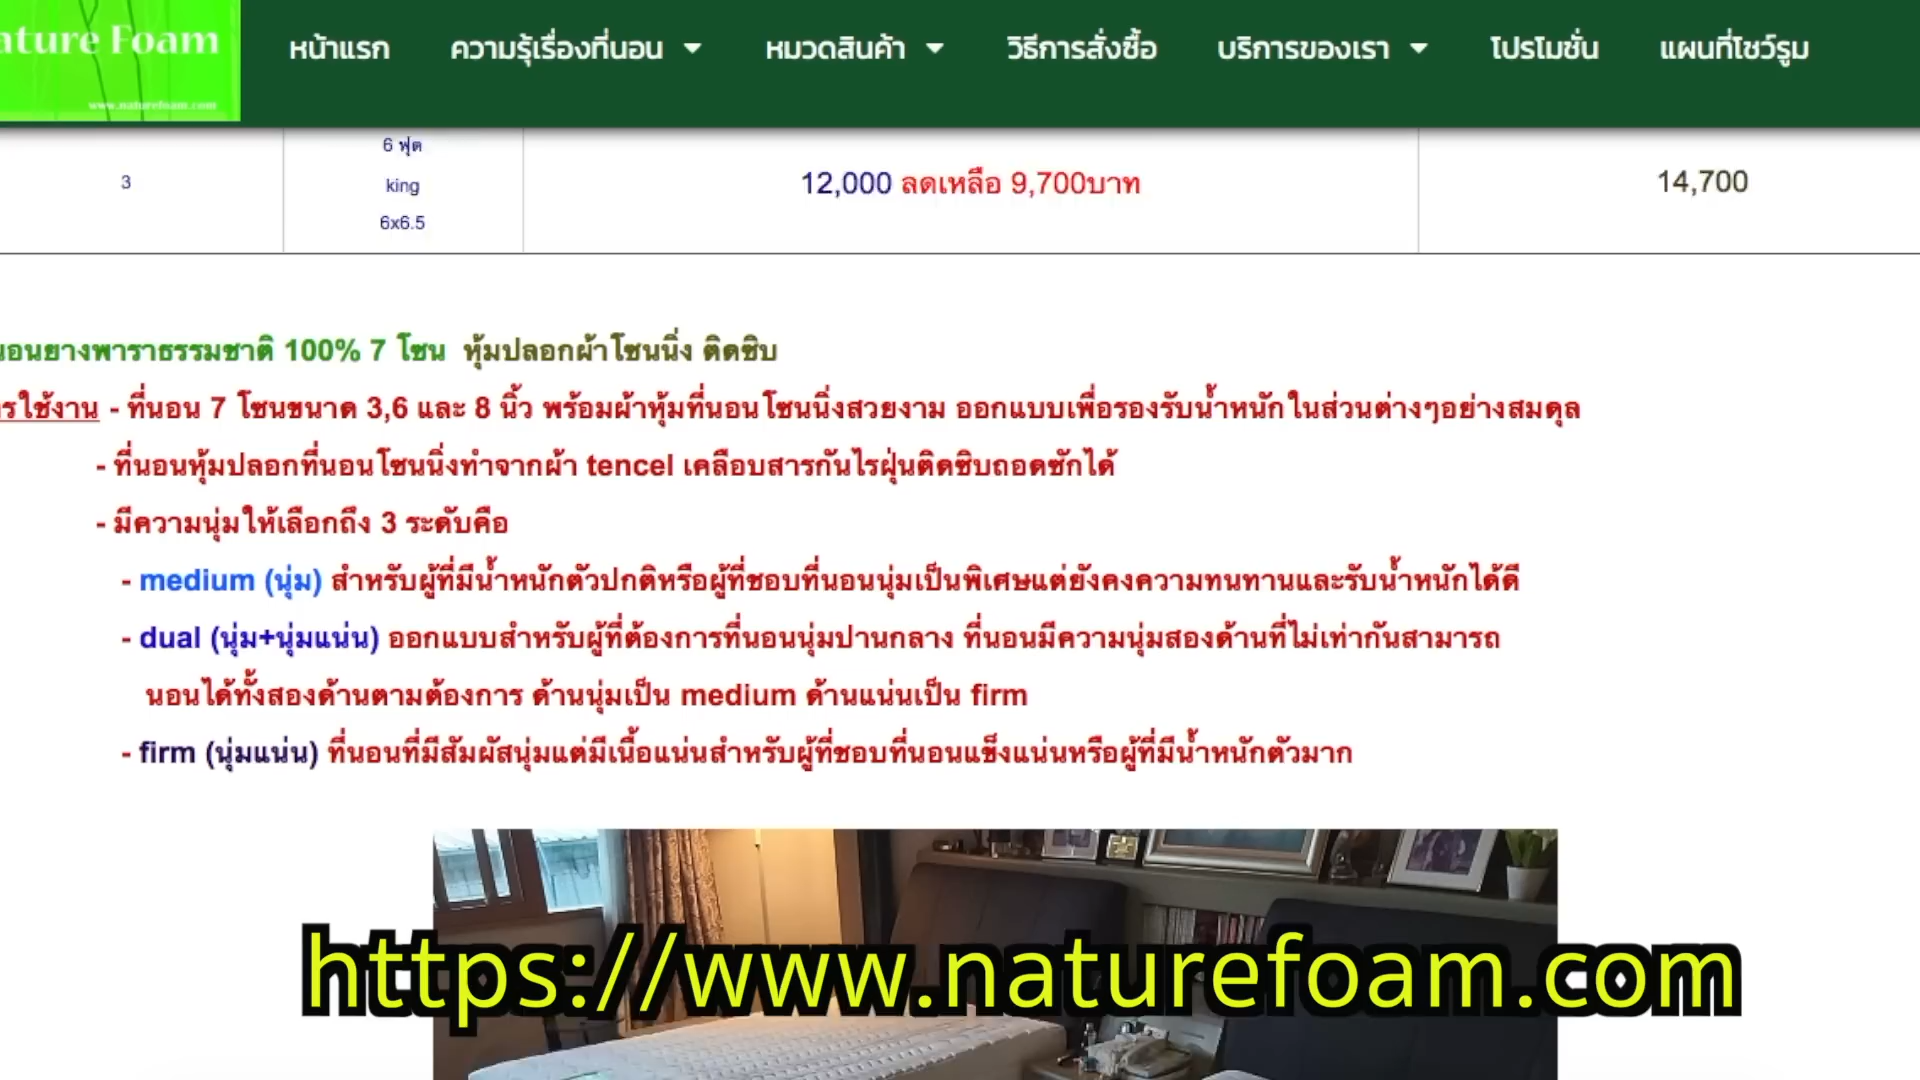 ature Foam
www.naturefoam.com
หน้าแรก ความรู้เรื่องที่นอน หมวดสินค้า วิธีการสั่งซื้อ บริการของเรา โปรโมชั่น แผนที่โชว์รูม
3
6 ฟุต
king
6x6.5
12,000 ลดเหลือ 9,700บาท
14,700
นอนยางพาราธรรมชาติ 100% 7 โซน หุ้มปลอกผ้าโซนนิ่ง ติดซิบ
รใช้งาน - ที่นอน 7 โซนขนาด 3,6 และ 8 นิ้ว พร้อมผ้าหุ้มที่นอนโซนนิ่งสวยงาม ออกแบบเพื่อรองรับน้ำหนักในส่วนต่างๆอย่างสมดุล
- ที่นอนหุ้มปลอกที่นอนโซนนิ่งทำจากผ้า tencel เคลือบสารกันไรฝุ่นติดซิบถอดซักได้
- มีความนุ่มให้เลือกถึง 3 ระดับคือ
- medium (นุ่ม) สำหรับผู้ที่มีน้ำหนักตัวปกติหรือผู้ที่ชอบที่นอนนุ่มเป็นพิเศษแต่ยังคงความทนทานและรับน้ำหนักได้ดี
- dual (นุ่ม+นุ่มแน่น) ออกแบบสำหรับผู้ที่ต้องการที่นอนนุ่มปานกลาง ที่นอนมีความนุ่มสองด้านที่ไม่เท่ากันสามารถ
นอนได้ทั้งสองด้านตามต้องการ ด้านนุ่มเป็น medium ด้านแน่นเป็น firm
- firm (นุ่มแน่น) ที่นอนที่มีสัมผัสนุ่มแต่มีเนื้อแน่นสำหรับผู้ที่ชอบที่นอนแข็งแน่นหรือผู้ที่มีน้ำหนักตัวมาก
https://www.naturefoam.com